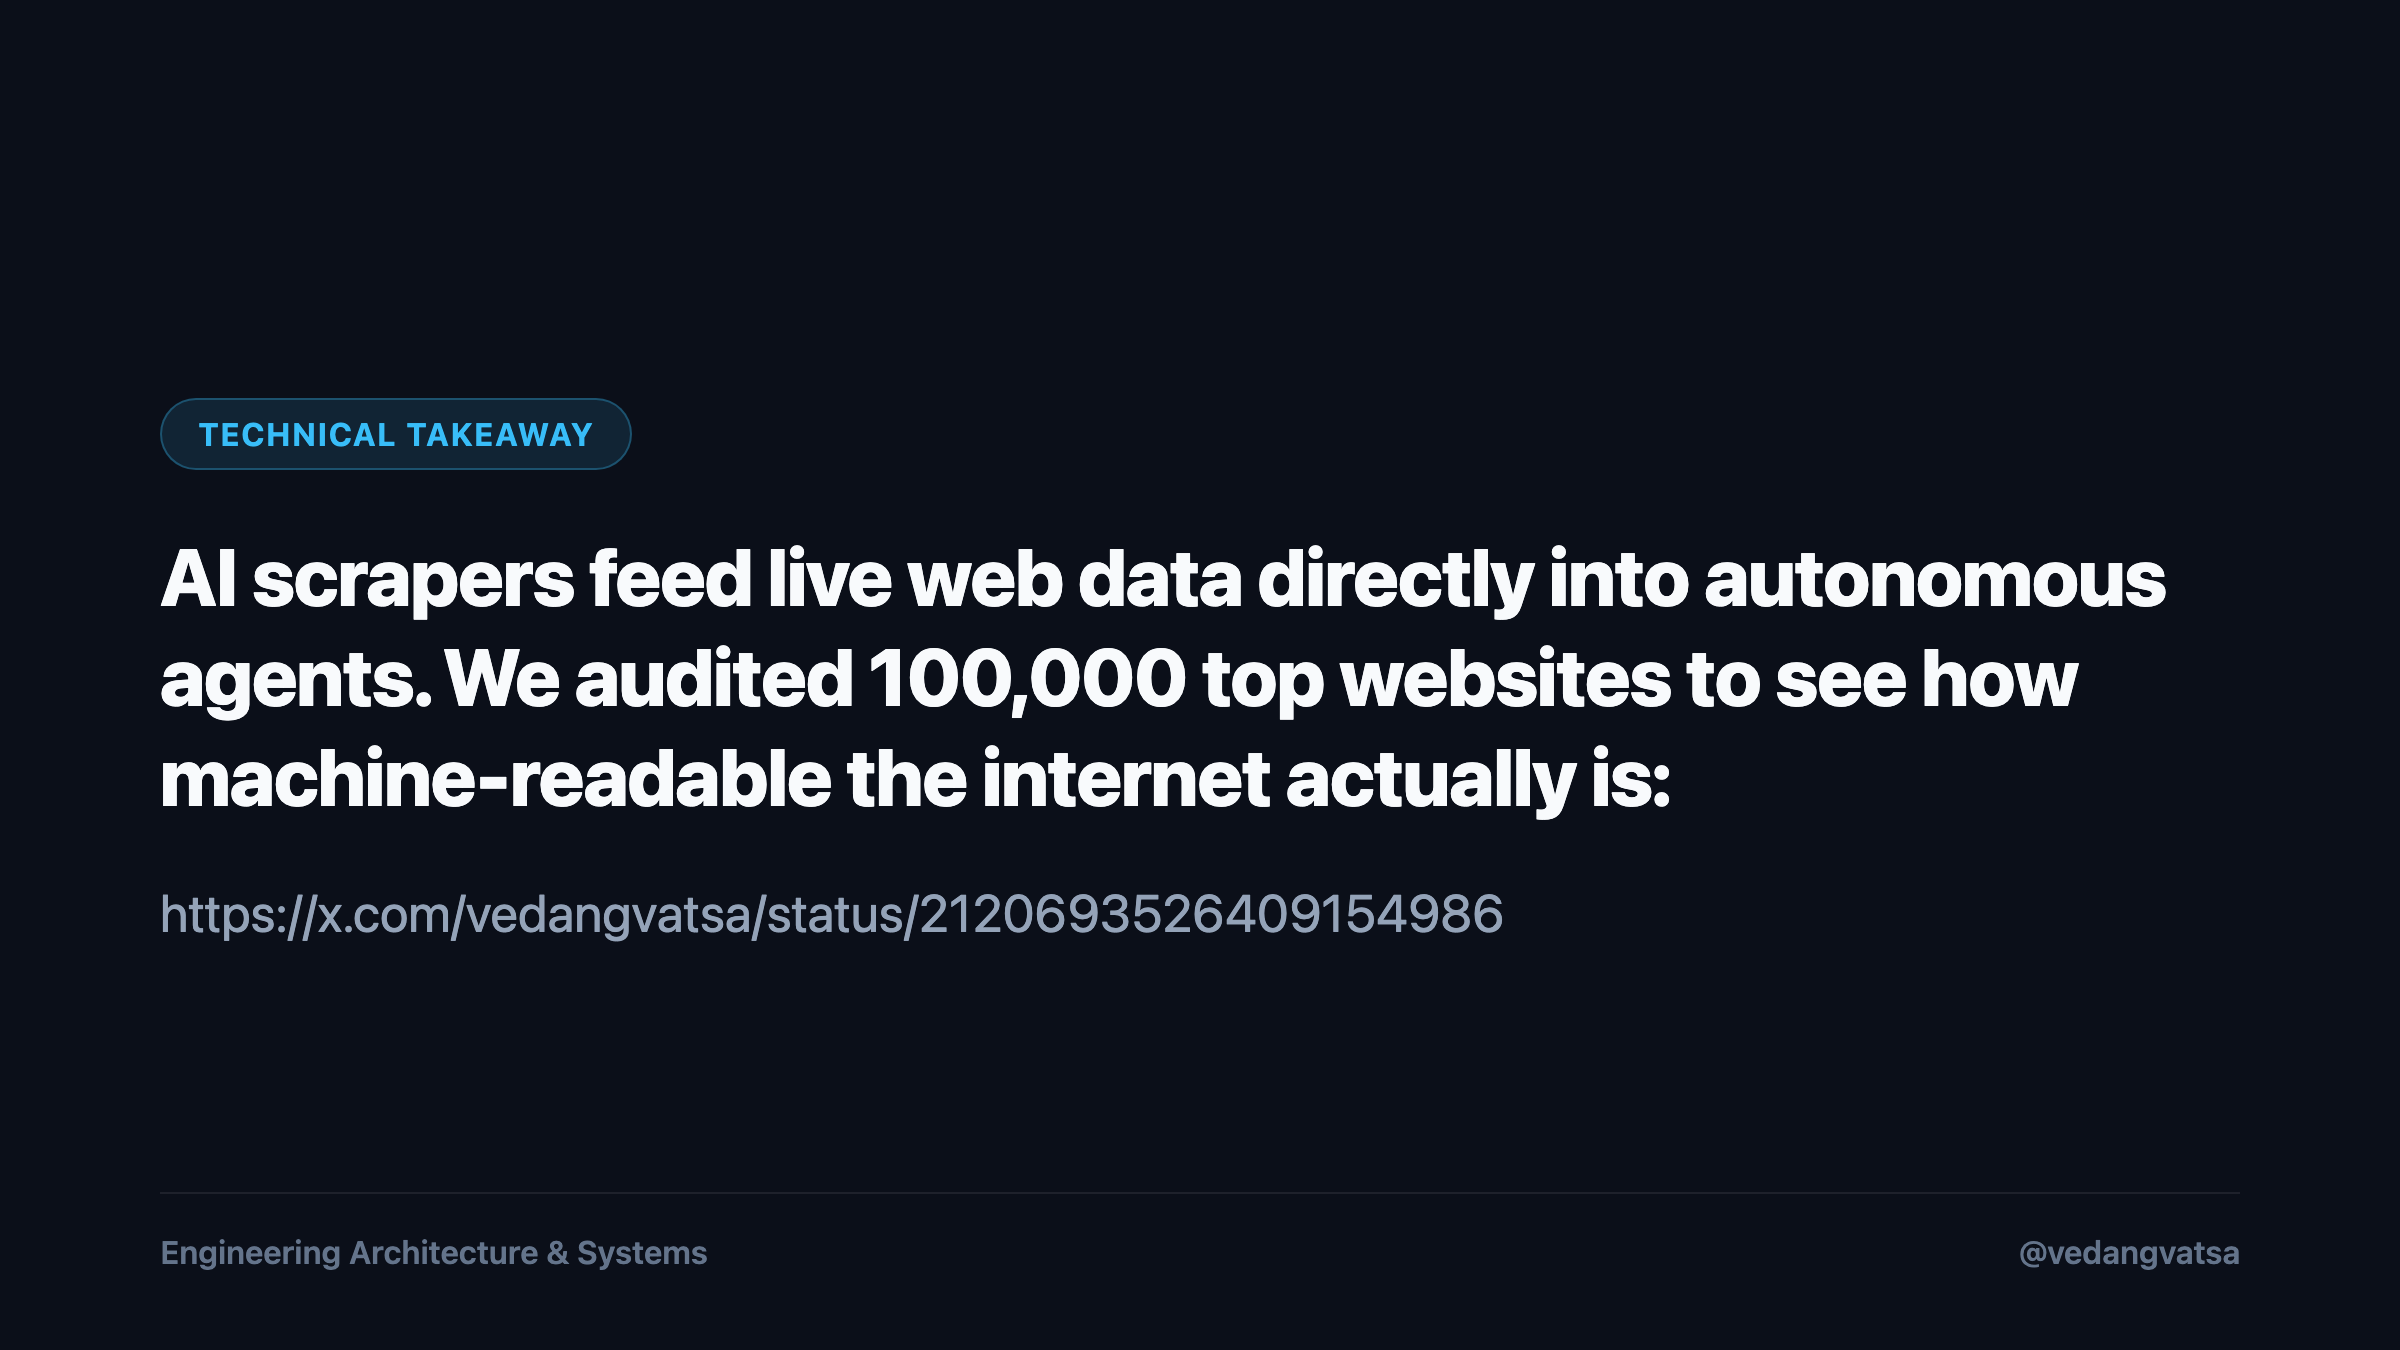 TECHNICAL TAKEAWAY
AI scrapers feed live web data directly into autonomous
agents. We audited 100,000 top websites to see how
machine-readable the internet actually is:
https://x.com/vedangvatsa/status/2120693526409154986
Engineering Architecture & Systems
@vedangvatsa